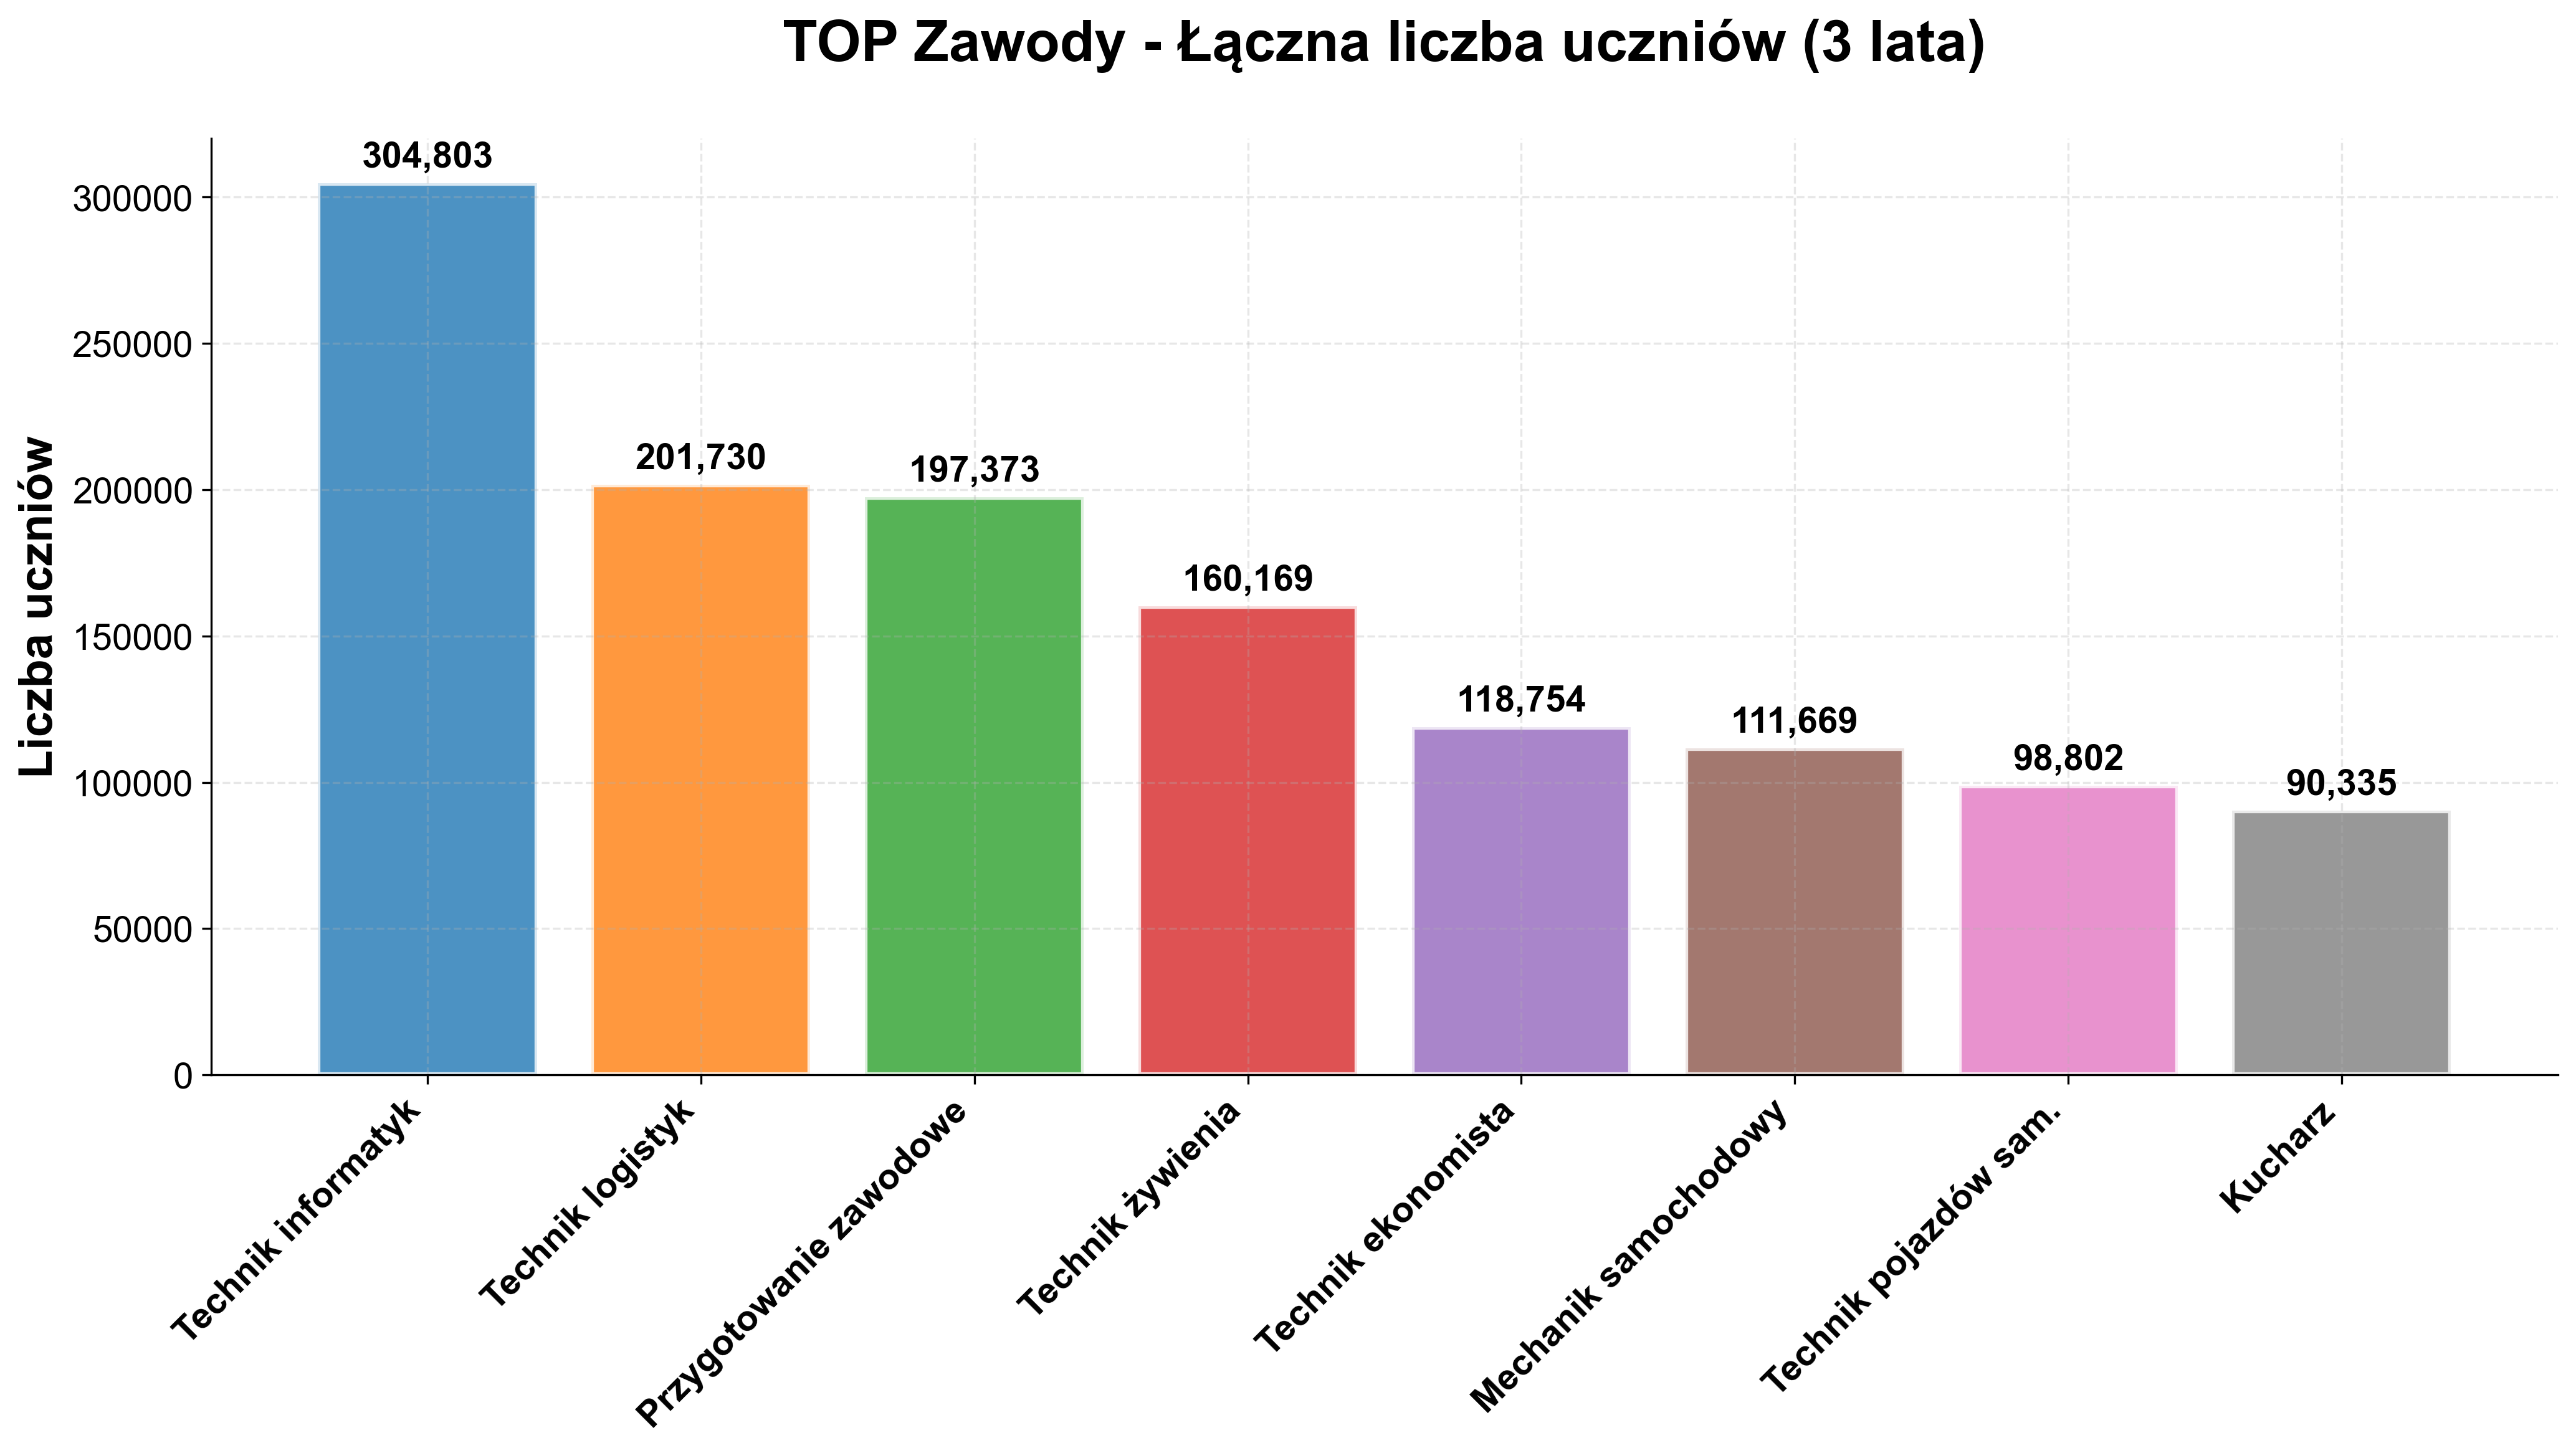 TOP Zawody - Łączna liczba uczniów (3 lata)
Liczba uczniów
300000
250000
200000
150000
100000
50000
0
304,803
201,730
197,373
160,169
118,754
111,669
98,802
90,335
Technik informatyk
Technik logistyk
Przygotowanie zawodowe
Technik żywienia
Technik ekonomista
Mechanik samochodowy
Technik pojazdów sam.
Kucharz